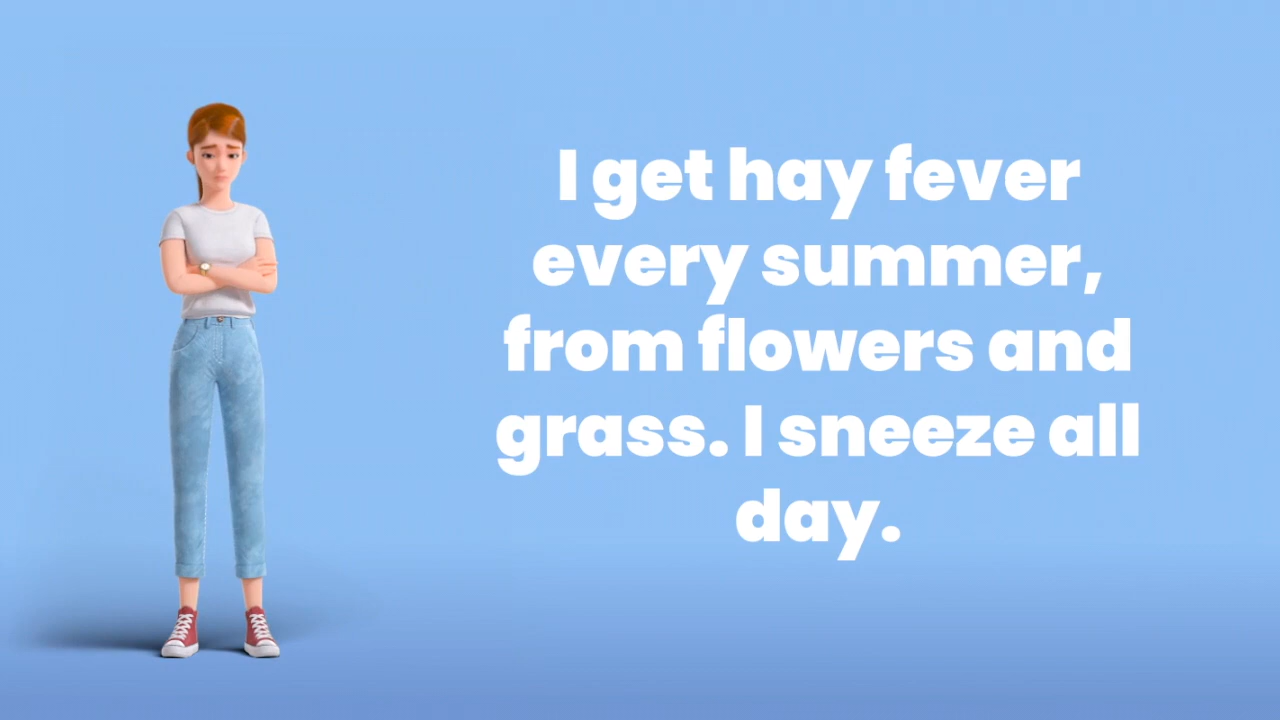 I get hay fever
every summer,
from flowers and
grass. I sneeze all
day.